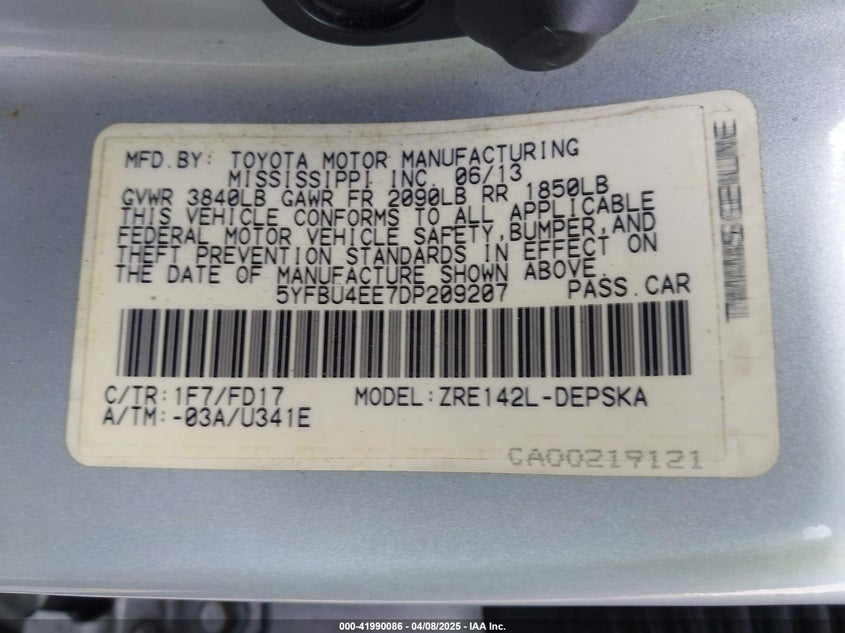 MFD.BY: TOYOTA MOTOR MANUFACTURING
MISSISSIPPI INC. 06/13
GVWR 3840LB GAWR FR 2090LB RR 1850LB
THIS VEHICLE CONFORMS TO ALL APPLICABLE
FEDERAL MOTOR VEHICLE SAFETY,BUMPER,AND
THEFT PREVENTION STANDARDS IN EFFECT ON
THE DATE OF MANUFACTURE SHOWN ABOVE.
5YFBU4EE7DP209207 PASS.CAR
C/TR:1F7/FD17 MODEL:ZRE142L-DEPSKA
A/TM:-03A/U341E
CA00219121
000-41990086 - 04/08/2025 - IAA Inc.